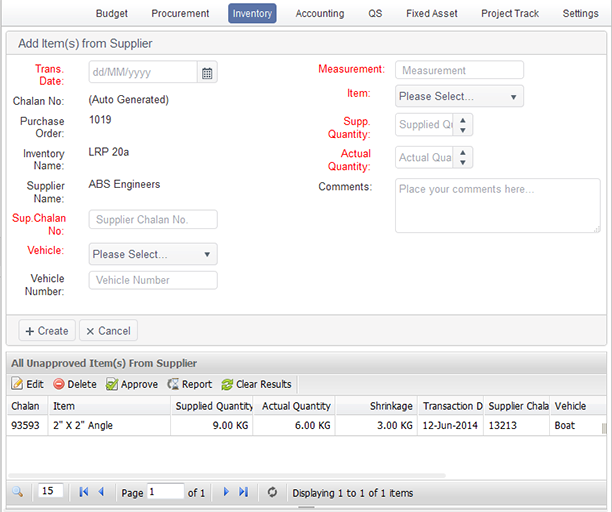 Budget Procurement Inventory Accounting QS Fixed Asset Project Track Settings
Add Item(s) from Supplier
Trans. Date: dd/MM/yyyy
Chalan No: (Auto Generated)
Purchase Order: 1019
Inventory Name: LRP 20a
Supplier Name: ABS Engineers
Sup.Chalan No: Supplier Chalan No.
Vehicle: Please Select...
Vehicle Number: Vehicle Number
Measurement: Measurement
Item: Please Select...
Supp. Quantity: Supplied Qu
Actual Quantity: Actual Qua
Comments: Place your comments here...
+ Create × Cancel
All Unapproved Item(s) From Supplier
Edit Delete Approve Report Clear Results
Chalan Item Supplied Quantity Actual Quantity Shrinkage Transaction D Supplier Chala Vehicle
93593 2" X 2" Angle 9.00 KG 6.00 KG 3.00 KG 12-Jun-2014 13213 Boat
15 Page 1 of 1 Displaying 1 to 1 of 1 items